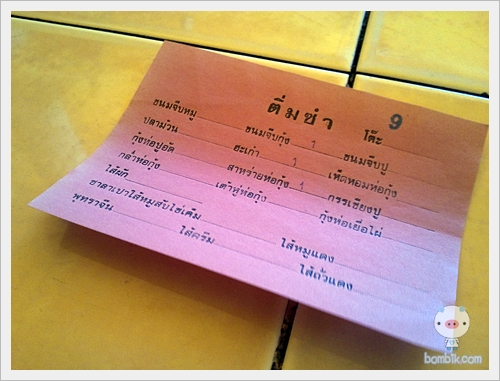 ติ่มซำ โต๊ะ 9
ขนมจีบหมู ขนมจีบกุ้ง 1 ขนมจีบปู
ปลาม้วน ฮะเก๋า 1 เห็ดหอมห่อกุ้ง
กุ้งห่อปูอัด สาหร่ายห่อกุ้ง 1 กรรเชียงปู
กล่ำห่อกุ้ง เต้าหู่ห่อกุ้ง กุ้งห่อเยื่อไผ่
ไส้ผัก
ซาลาเปาไส้หมูสับไข่เค็ม ไส้หมูแดง
พุทราจีน ไส้ครีม ไส้ถั่วแดง
bombik.com